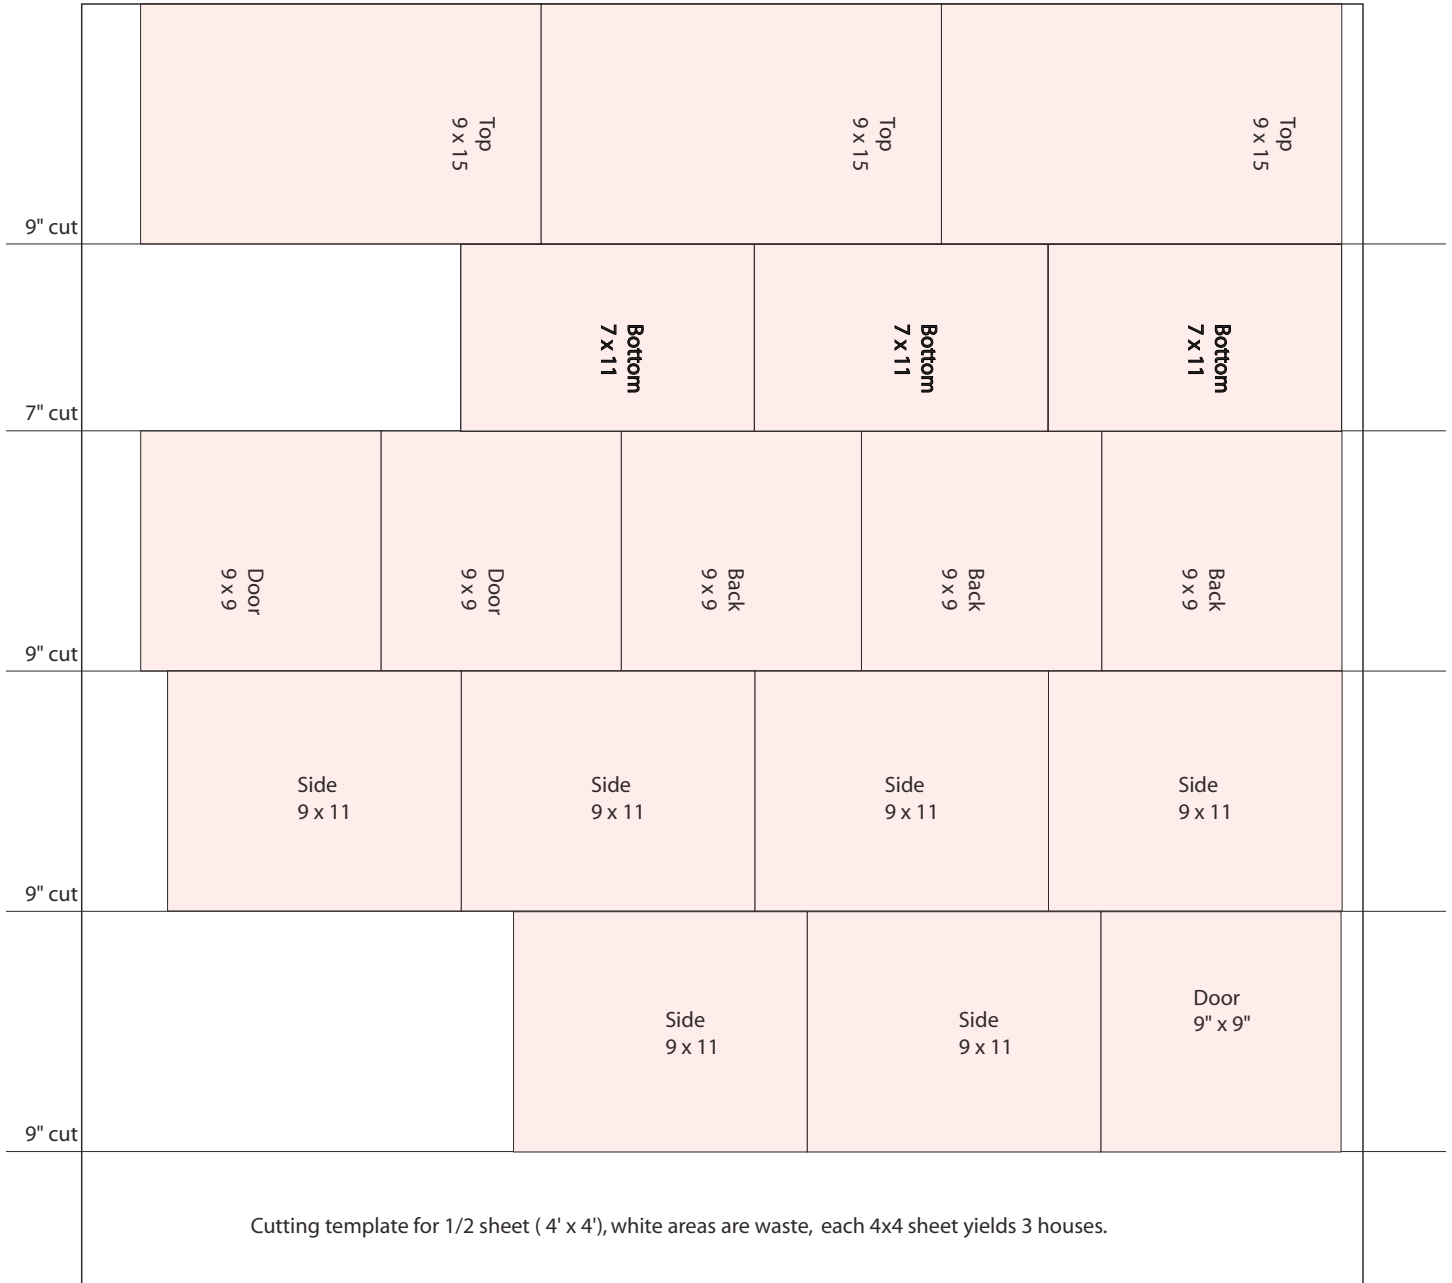 Top
9 x 15
Top
9 x 15
Top
9 x 15
9" cut
Bottom
7 x 11
Bottom
7 x 11
Bottom
7 x 11
7" cut
Door
9 x 9
Door
9 x 9
Back
9 x 9
Back
9 x 9
Back
9 x 9
9" cut
Side
9 x 11
Side
9 x 11
Side
9 x 11
Side
9 x 11
9" cut
Side
9 x 11
Side
9 x 11
Door
9" x 9"
9" cut
Cutting template for 1/2 sheet ( 4' x 4'), white areas are waste, each 4x4 sheet yields 3 houses.